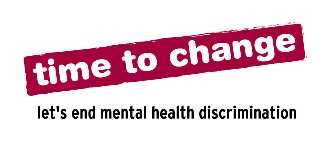 time to change
let's end mental health discrimination